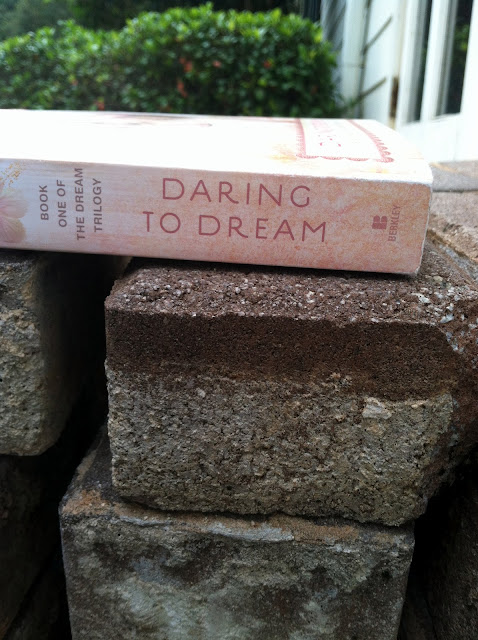 BOOK
ONE OF
THE DREAM
TRILOGY
DARING
TO DREAM
B
BERKLEY